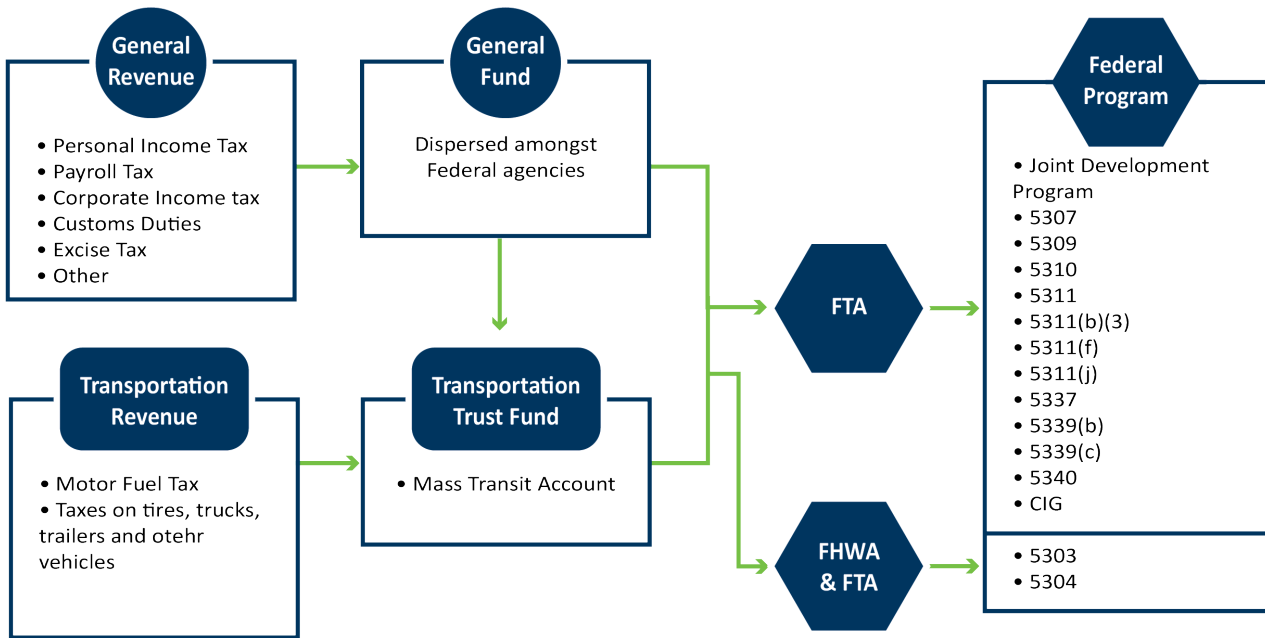 General
Revenue
• Personal Income Tax
• Payroll Tax
• Corporate Income tax
• Customs Duties
• Excise Tax
• Other
General
Fund
Dispersed amongst
Federal agencies
Transportation
Revenue
• Motor Fuel Tax
• Taxes on tires, trucks,
trailers and otehr
vehicles
Transportation
Trust Fund
• Mass Transit Account
FTA
FHWA
& FTA
Federal
Program
• Joint Development
Program
• 5307
• 5309
• 5310
• 5311
• 5311(b)(3)
• 5311(f)
• 5311(j)
• 5337
• 5339(b)
• 5339(c)
• 5340
• CIG
• 5303
• 5304